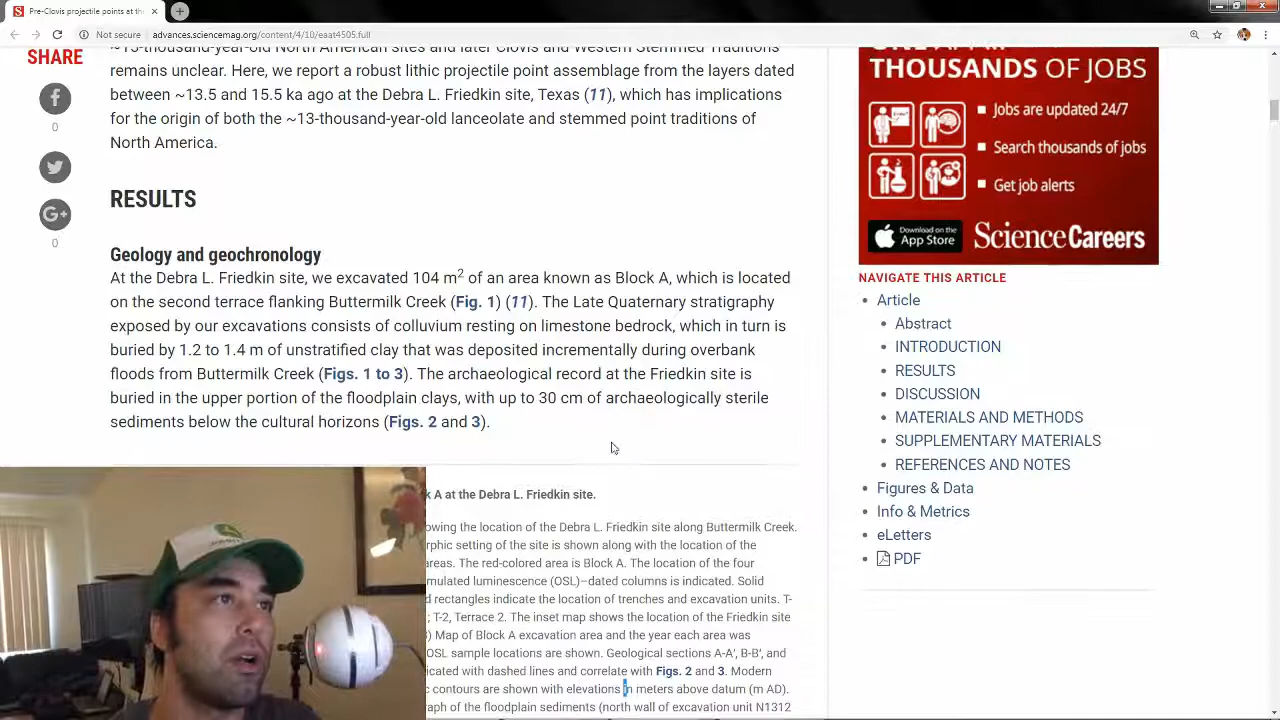 Pre-Clovis projectile points at the
Not secure
advances.sciencemag.org/content/4/10/eaat4505.full
SHARE
0
0
~15-thousand-year-old North American sites and later Clovis and Western Stemmed Traditions
remains unclear. Here, we report a robust lithic projectile point assemblage from the layers dated
between ~13.5 and 15.5 ka ago at the Debra L. Friedkin site, Texas (11), which has implications
for the origin of both the ~13-thousand-year-old lanceolate and stemmed point traditions of
North America.
RESULTS
Geology and geochronology
At the Debra L. Friedkin site, we excavated 104 m² of an area known as Block A, which is located
on the second terrace flanking Buttermilk Creek (Fig. 1) (11). The Late Quaternary stratigraphy
exposed by our excavations consists of colluvium resting on limestone bedrock, which in turn is
buried by 1.2 to 1.4 m of unstratified clay that was deposited incrementally during overbank
floods from Buttermilk Creek (Figs. 1 to 3). The archaeological record at the Friedkin site is
buried in the upper portion of the floodplain clays, with up to 30 cm of archaeologically sterile
sediments below the cultural horizons (Figs. 2 and 3).
k A at the Debra L. Friedkin site.
owing the location of the Debra L. Friedkin site along Buttermilk Creek.
rphic setting of the site is shown along with the location of the
areas. The red-colored area is Block A. The location of the four
mulated luminescence (OSL)–dated columns is indicated. Solid
d rectangles indicate the location of trenches and excavation units. T-
; T-2, Terrace 2. The inset map shows the location of the Friedkin site
) Map of Block A excavation area and the year each area was
OSL sample locations are shown. Geological sections A-A′, B-B′, and
icated with dashed lines and correlate with Figs. 2 and 3. Modern
c contours are shown with elevations in meters above datum (m AD).
raph of the floodplain sediments (north wall of excavation unit N1312
THOUSANDS OF JOBS
Jobs are updated 24/7
Search thousands of jobs
Get job alerts
Download on the
App Store
ScienceCareers
NAVIGATE THIS ARTICLE
Article
Abstract
INTRODUCTION
RESULTS
DISCUSSION
MATERIALS AND METHODS
SUPPLEMENTARY MATERIALS
REFERENCES AND NOTES
Figures & Data
Info & Metrics
eLetters
PDF